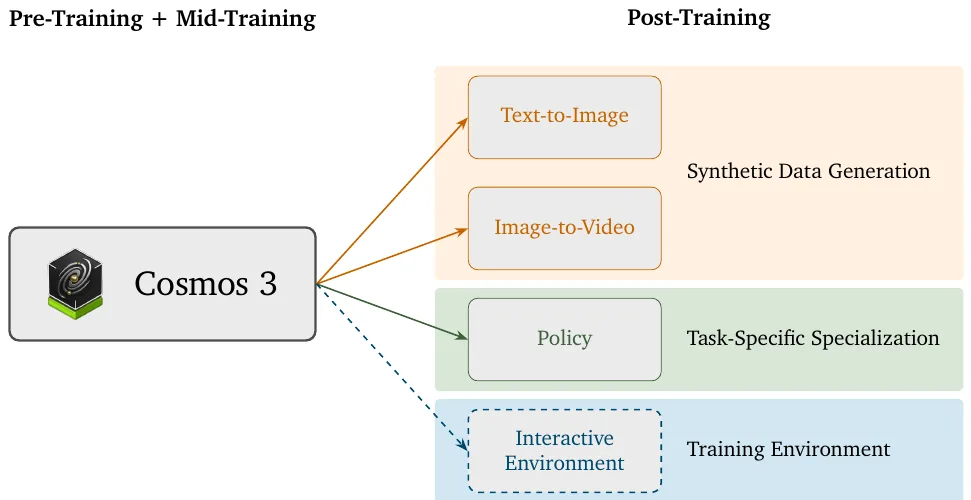 Pre-Training + Mid-Training
Post-Training
Text-to-Image
Synthetic Data Generation
Image-to-Video
Cosmos 3
Policy
Task-Specific Specialization
Interactive
Environment
Training Environment